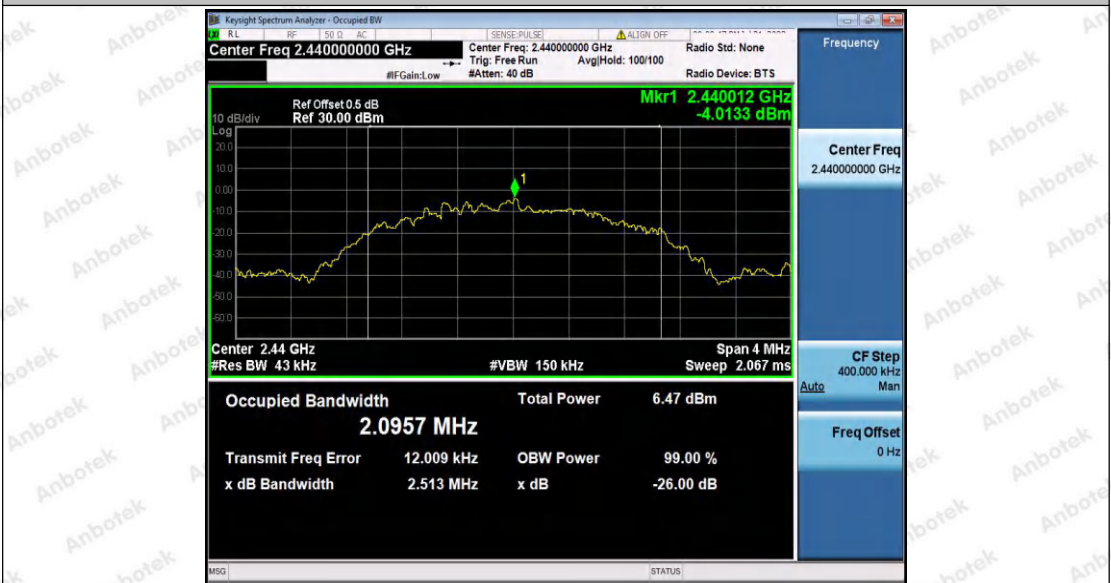 Keysight Spectrum Analyzer - Occupied BW
RL RF 50 Ω AC SENSE:PULSE ALIGN OFF
Center Freq 2.440000000 GHz
Center Freq: 2.440000000 GHz
Radio Std: None
Trig: Free Run Avg|Hold: 100/100
#IFGain:Low #Atten: 40 dB Radio Device: BTS
Mkr1 2.440012 GHz
-4.0133 dBm
Ref Offset 0.5 dB
10 dB/div Ref 30.00 dBm
Log
20.0
10.0
0.00
-10.0
-20.0
-30.0
-40.0
-50.0
-60.0
1
Center 2.44 GHz Span 4 MHz
#Res BW 43 kHz #VBW 150 kHz Sweep 2.067 ms
Occupied Bandwidth Total Power 6.47 dBm
2.0957 MHz
Transmit Freq Error 12.009 kHz OBW Power 99.00 %
x dB Bandwidth 2.513 MHz x dB -26.00 dB
MSG STATUS
Frequency
Center Freq
2.440000000 GHz
CF Step
400.000 kHz
Auto Man
Freq Offset
0 Hz
Anbotek